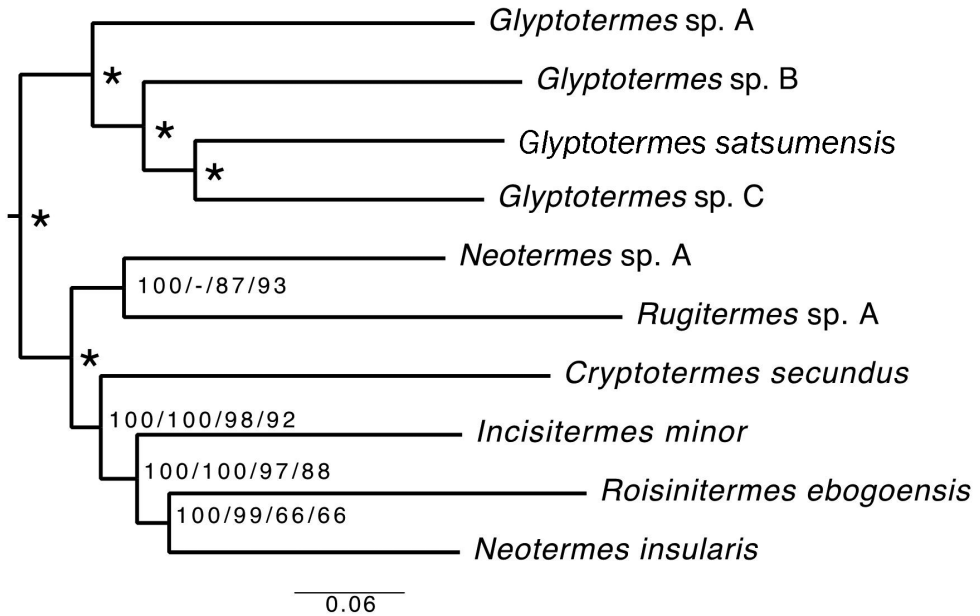 Glyptotermes sp. A
*
Glyptotermes sp. B
*
Glyptotermes satsumensis
*
Glyptotermes sp. C
*
Neotermes sp. A
100/-/87/93
Rugitermes sp. A
*
Cryptotermes secundus
100/100/98/92
Incisitermes minor
100/100/97/88
Roisinitermes ebogoensis
100/99/66/66
Neotermes insularis
0.06